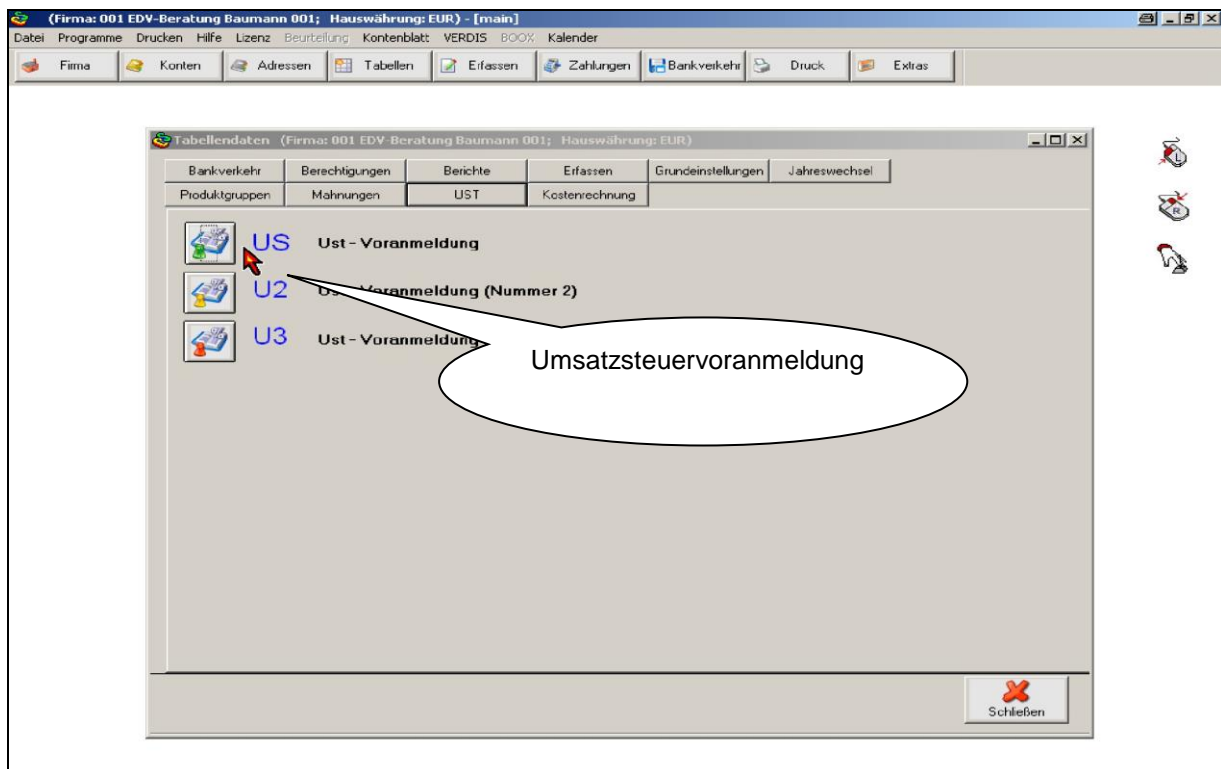 (Firma: 001 EDV-Beratung Baumann 001; Hauswährung: EUR) - [main]
Datei Programme Drucken Hilfe Lizenz Beurteilung Kontenblatt VERDIS BOOX Kalender
Firma Konten Adressen Tabellen Erfassen Zahlungen Bankverkehr Druck Extras
Tabellendaten (Firma: 001 EDV-Beratung Baumann 001; Hauswährung: EUR)
Bankverkehr Berechtigungen Berichte Erfassen Grundeinstellungen Jahreswechsel
Produktgruppen Mahnungen UST Kostenrechnung
US Ust - Voranmeldung
U2 Ust - Voranmeldung (Nummer 2)
U3 Ust - Voranmeldung
Umsatzsteuervoranmeldung
Schließen
L
R